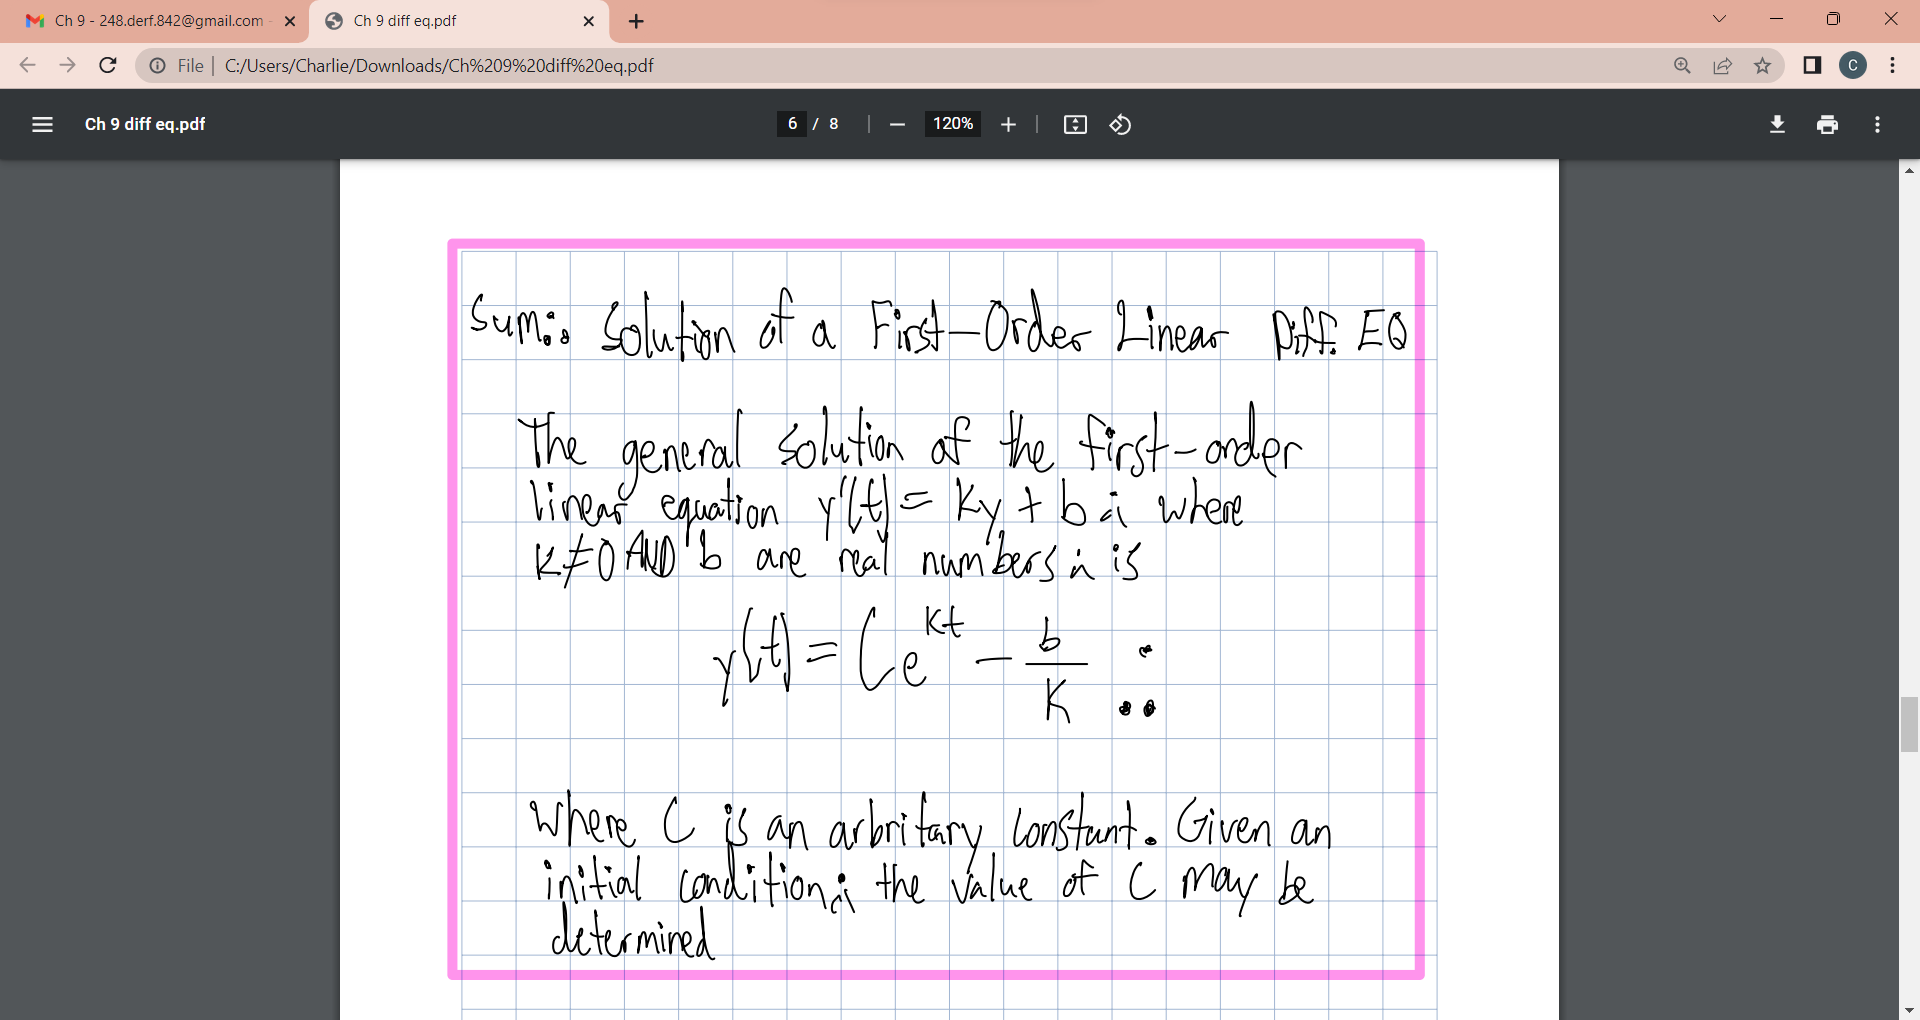 Ch 9 - 248.derf.842@gmail.com -
Ch 9 diff eq.pdf
File | C:/Users/Charlie/Downloads/Ch%209%20diff%20eq.pdf
C
Ch 9 diff eq.pdf
6 / 8
120%
Sum:. Solution of a First-Order Linear Diff. EQ
The general solution of the first-order
linear equation y'(t) = Ky + b ; where
K≠0 AND b are real numbers ; is
y(t) = Ce^{Kt} - b/K ∴
where C is an arbritary constant. Given an
initial condition; the value of C may be
determined